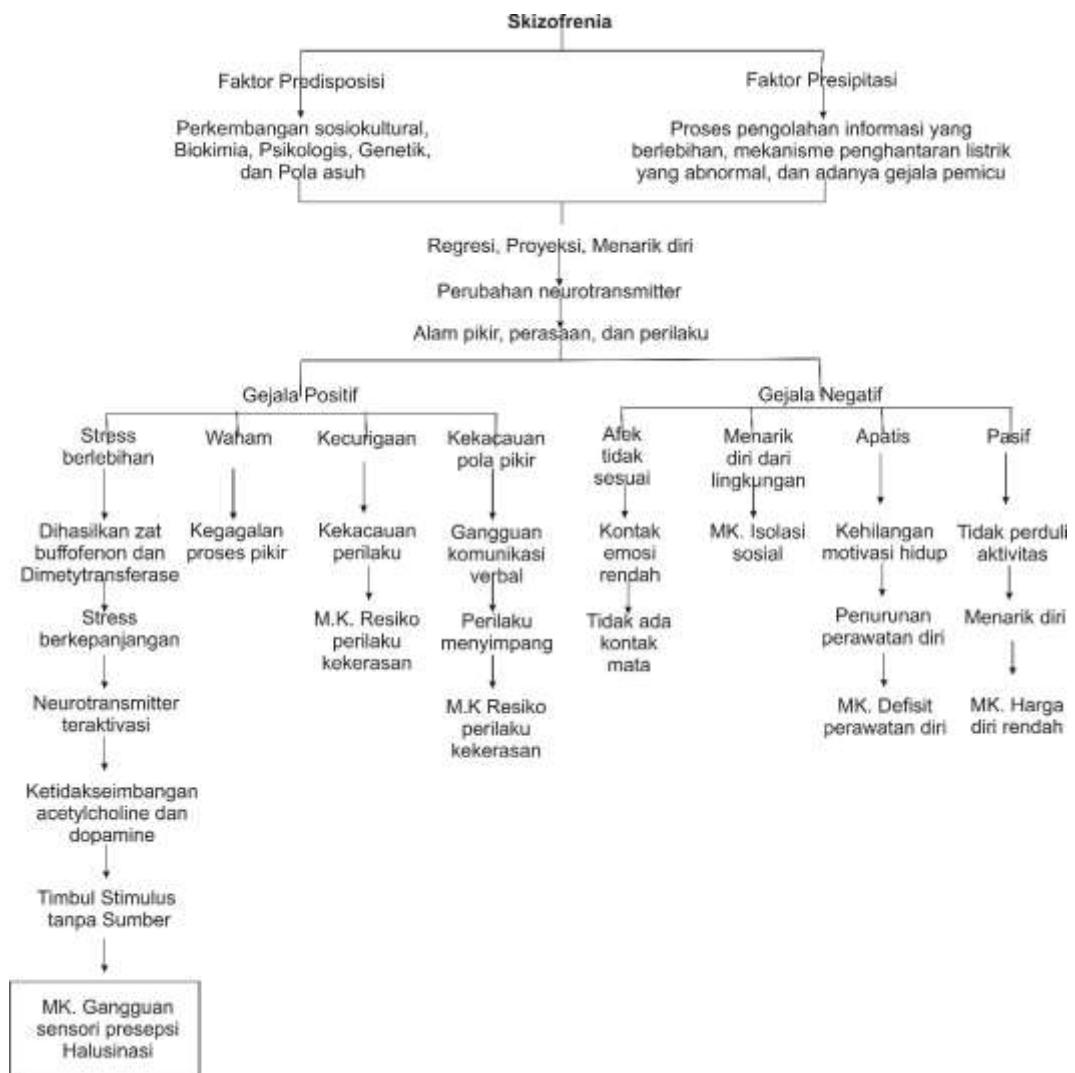 Skizofrenia
Faktor Predisposisi
Faktor Presipitasi
Perkembangan sosiokultural,
Biokimia, Psikologis, Genetik,
dan Pola asuh
Proses pengolahan informasi yang
berlebihan, mekanisme penghantaran listrik
yang abnormal, dan adanya gejala pemicu
Regresi, Proyeksi, Menarik diri
Perubahan neurotransmitter
Alam pikir, perasaan, dan perilaku
Gejala Positif
Gejala Negatif
Stress
berlebihan
Waham
Kecurigaan
Kekacauan
pola pikir
Afek
tidak
sesuai
Menarik
diri dari
lingkungan
Apatis
Pasif
Dihasilkan zat
buffofenon dan
Dimetytransferase
Kegagalan
proses pikir
Kekacauan
perilaku
Gangguan
komunikasi
verbal
Kontak
emosi
rendah
MK. Isolasi
sosial
Kehilangan
motivasi hidup
Tidak perduli
aktivitas
Stress
berkepanjangan
M.K. Resiko
perilaku
kekerasan
Perilaku
menyimpang
Tidak ada
kontak
mata
Penurunan
perawatan diri
Menarik diri
Neurotransmitter
teraktivasi
M.K Resiko
perilaku
kekerasan
MK. Defisit
perawatan diri
MK. Harga
diri rendah
Ketidakseimbangan
acetylcholine dan
dopamine
Timbul Stimulus
tanpa Sumber
MK. Gangguan
sensori presepsi
Halusinasi